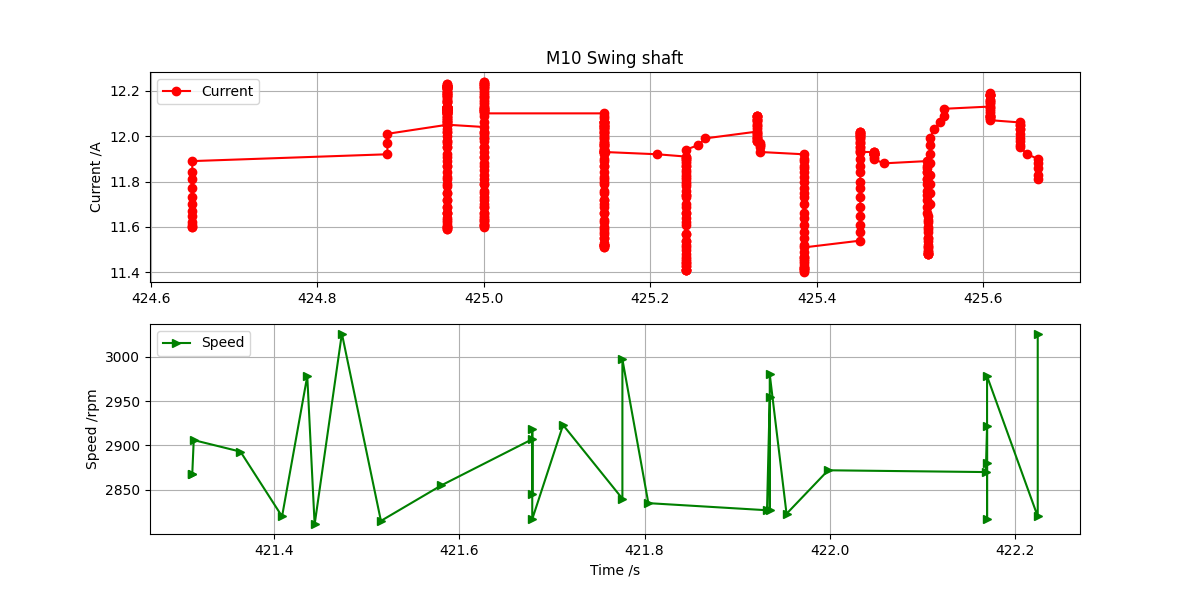 M10 Swing shaft
Current /A
12.2
12.0
11.8
11.6
11.4
Current
424.6 424.8 425.0 425.2 425.4 425.6
Speed /rpm
3000
2950
2900
2850
Speed
421.4 421.6 421.8 422.0 422.2
Time /s